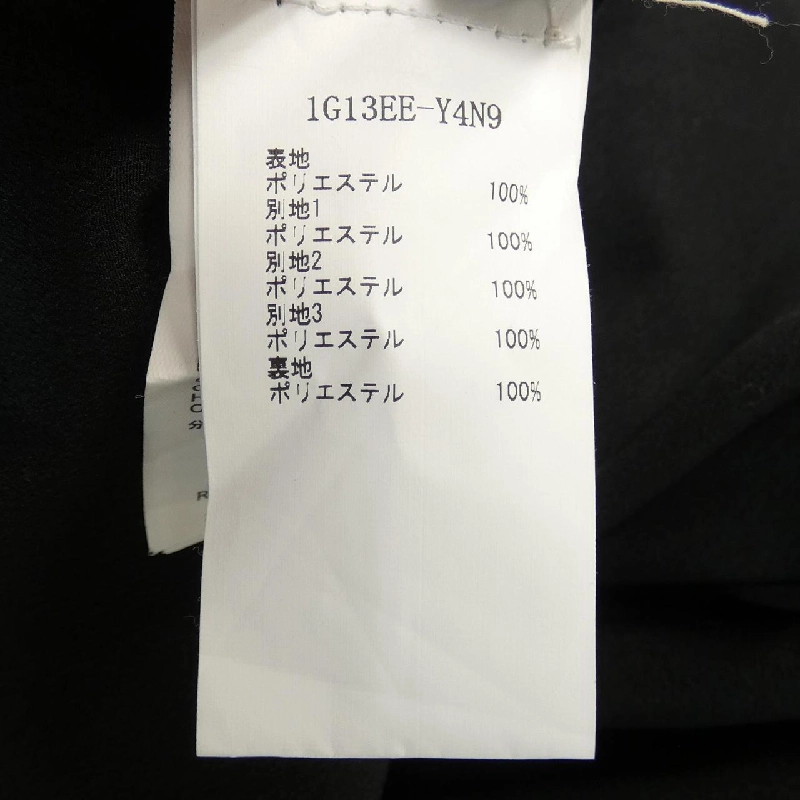 1G13EE-Y4N9
表地
ポリエステル 100%
別地1
ポリエステル 100%
別地2
ポリエステル 100%
別地3
ポリエステル 100%
裏地
ポリエステル 100%
分
R